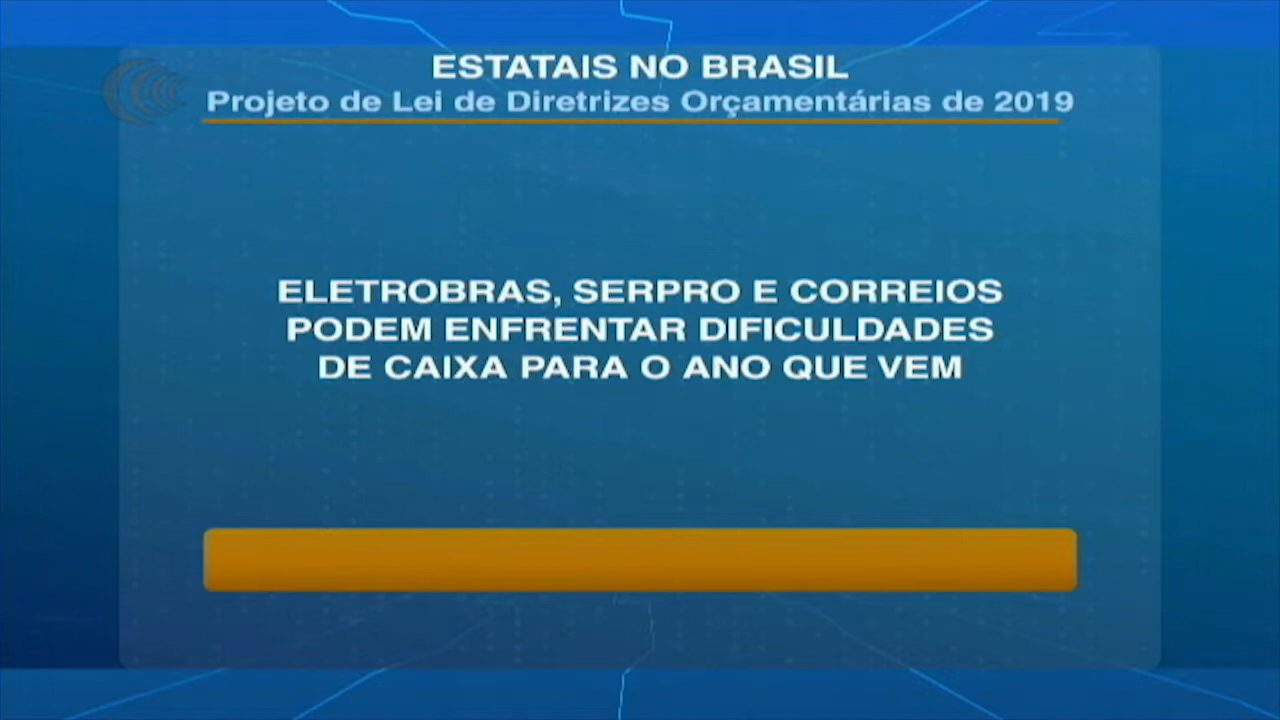 ESTATAIS NO BRASIL
Projeto de Lei de Diretrizes Orçamentárias de 2019
ELETROBRAS, SERPRO E CORREIOS
PODEM ENFRENTAR DIFICULDADES
DE CAIXA PARA O ANO QUE VEM